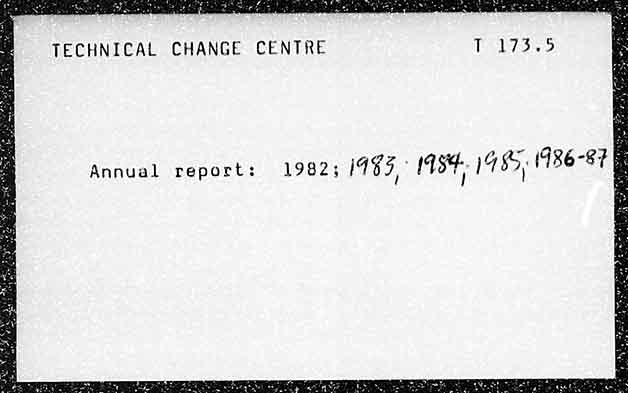 TECHNICAL CHANGE CENTRE T 173.5
Annual report: 1982; 1983; 1984; 1985; 1986-87